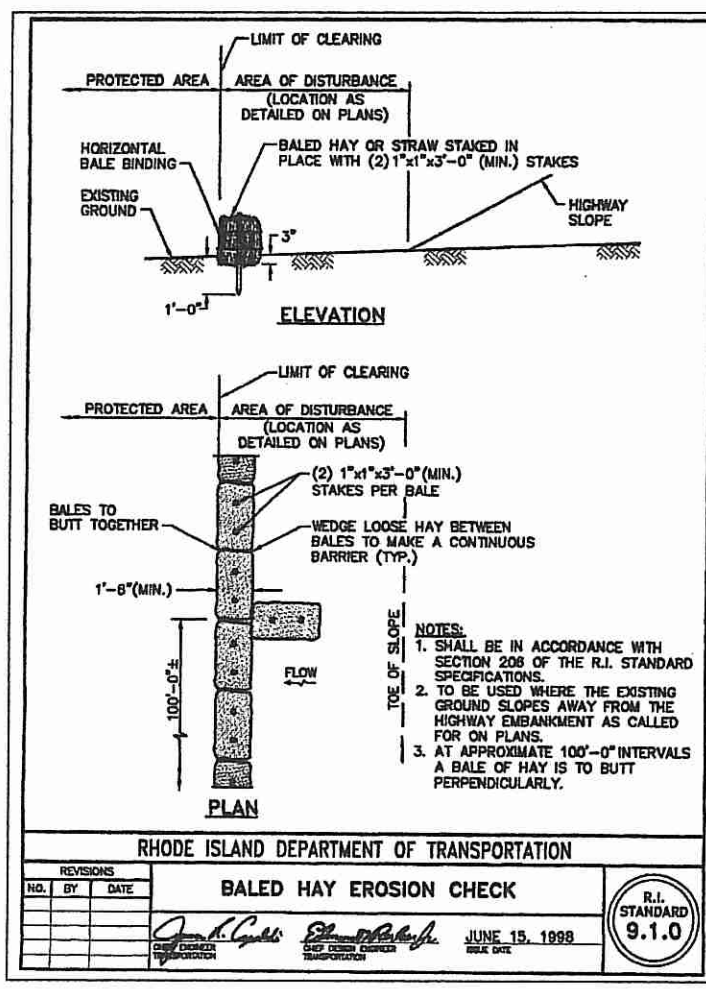 LIMIT OF CLEARING
PROTECTED AREA
AREA OF DISTURBANCE
(LOCATION AS
DETAILED ON PLANS)
HORIZONTAL
BALE BINDING
BALED HAY OR STRAW STAKED IN
PLACE WITH (2) 1"x1"x3'-0" (MIN.) STAKES
EXISTING
GROUND
HIGHWAY
SLOPE
3"
1'-0"
ELEVATION
LIMIT OF CLEARING
PROTECTED AREA
AREA OF DISTURBANCE
(LOCATION AS
DETAILED ON PLANS)
(2) 1"x1"x3'-0"(MIN.)
STAKES PER BALE
BALES TO
BUTT TOGETHER
WEDGE LOOSE HAY BETWEEN
BALES TO MAKE A CONTINUOUS
BARRIER (TYP.)
1'-6"(MIN.)
100'-0"±
FLOW
TOE OF SLOPE
NOTES:
1. SHALL BE IN ACCORDANCE WITH
SECTION 206 OF THE R.I. STANDARD
SPECIFICATIONS.
2. TO BE USED WHERE THE EXISTING
GROUND SLOPES AWAY FROM THE
HIGHWAY EMBANKMENT AS CALLED
FOR ON PLANS.
3. AT APPROXIMATE 100'-0" INTERVALS
A BALE OF HAY IS TO BUTT
PERPENDICULARLY.
PLAN
RHODE ISLAND DEPARTMENT OF TRANSPORTATION
REVISIONS
NO. BY DATE
BALED HAY EROSION CHECK
CHIEF ENGINEER
TRANSPORTATION
CHIEF DESIGN ENGINEER
TRANSPORTATION
JUNE 15, 1998
ISSUE DATE
R.I.
STANDARD
9.1.0